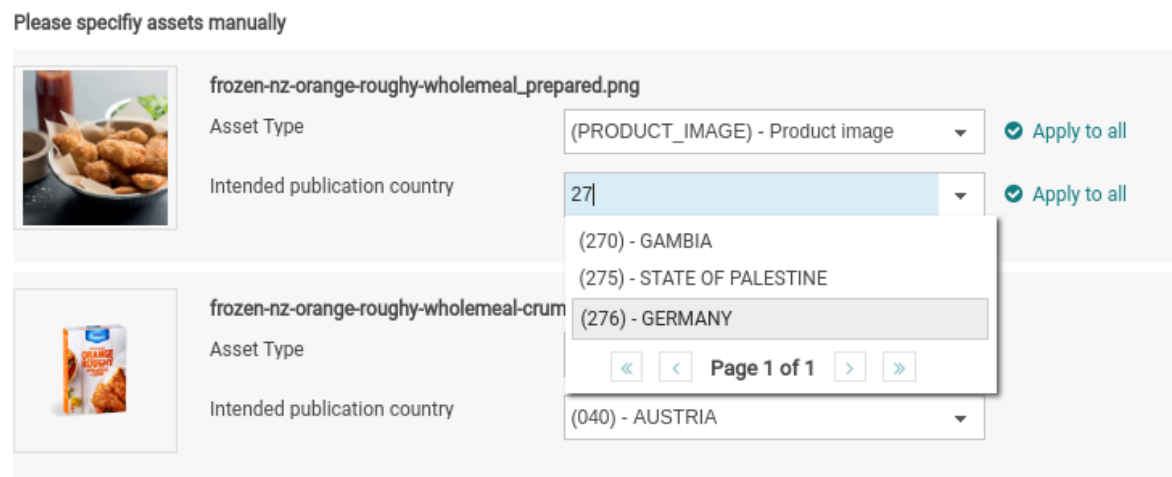 Please specifiy assets manually
frozen-nz-orange-roughy-wholemeal_prepared.png
Asset Type
(PRODUCT_IMAGE) - Product image
Apply to all
Intended publication country
27
Apply to all
(270) - GAMBIA
(275) - STATE OF PALESTINE
(276) - GERMANY
« < Page 1 of 1 > »
frozen-nz-orange-roughy-wholemeal-crum
Asset Type
Intended publication country
(040) - AUSTRIA
ORANGE
ROUGHY